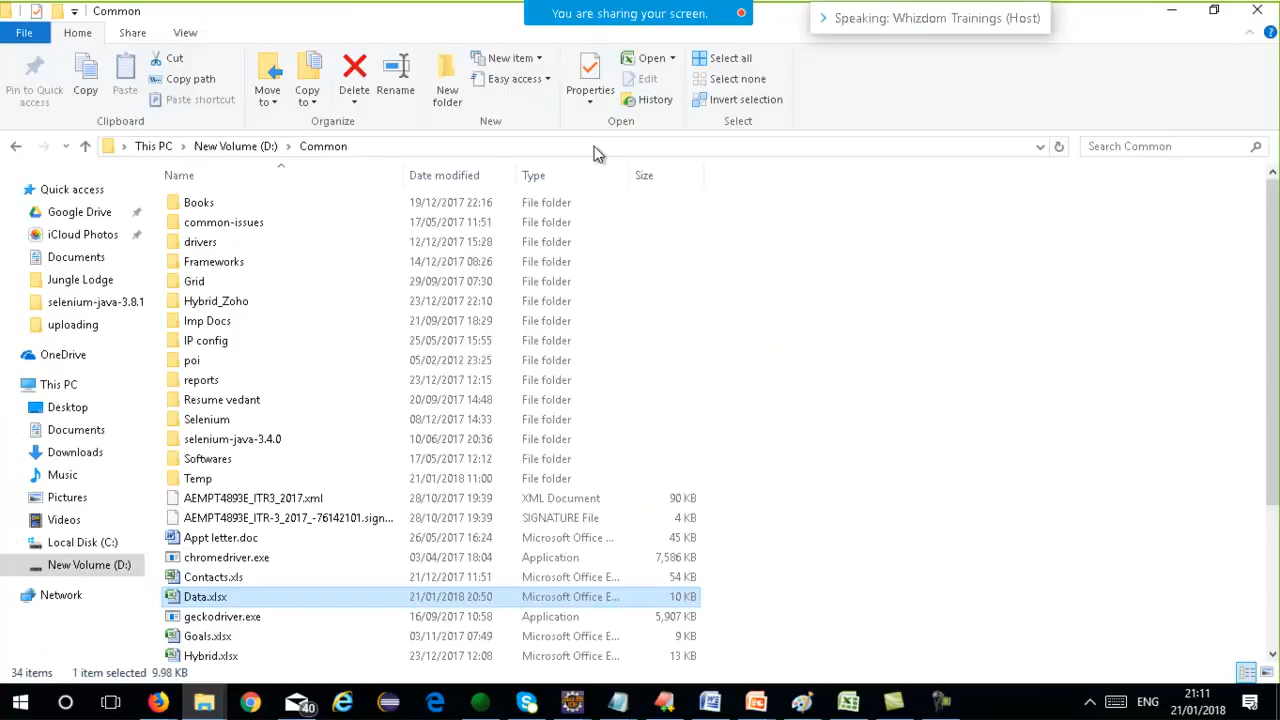 Common
You are sharing your screen.
Speaking: Whizdom Trainings (Host)
File
Home
Share
View
Pin to Quick access
Copy
Paste
Cut
Copy path
Paste shortcut
Move to
Copy to
Delete
Rename
New folder
New item
Easy access
Properties
Open
Edit
History
Select all
Select none
Invert selection
Clipboard
Organize
New
Open
Select
This PC
New Volume (D:)
Common
Search Common
Name Date modified Type Size
Quick access
Google Drive
iCloud Photos
Documents
Jungle Lodge
selenium-java-3.8.1
uploading
OneDrive
This PC
Desktop
Documents
Downloads
Music
Pictures
Videos
Local Disk (C:)
New Volume (D:)
Network
Books 19/12/2017 22:16 File folder
common-issues 17/05/2017 11:51 File folder
drivers 12/12/2017 15:28 File folder
Frameworks 14/12/2017 08:26 File folder
Grid 29/09/2017 07:30 File folder
Hybrid_Zoho 23/12/2017 22:10 File folder
Imp Docs 21/09/2017 18:29 File folder
IP config 25/05/2017 15:55 File folder
poi 05/02/2012 23:25 File folder
reports 23/12/2017 12:15 File folder
Resume vedant 20/09/2017 14:48 File folder
Selenium 08/12/2017 14:33 File folder
selenium-java-3.4.0 10/06/2017 20:36 File folder
Softwares 17/05/2017 12:12 File folder
Temp 21/01/2018 11:00 File folder
AEMPT4893E_ITR3_2017.xml 28/10/2017 19:39 XML Document 90 KB
AEMPT4893E_ITR-3_2017_-76142101.sign... 28/10/2017 19:39 SIGNATURE File 4 KB
Appt letter.doc 26/05/2017 16:24 Microsoft Office ... 45 KB
chromedriver.exe 03/04/2017 18:04 Application 7,586 KB
Contacts.xls 21/12/2017 11:51 Microsoft Office E... 54 KB
Data.xlsx 21/01/2018 20:50 Microsoft Office E... 10 KB
geckodriver.exe 16/09/2017 10:58 Application 5,907 KB
Goals.xlsx 03/11/2017 07:49 Microsoft Office E... 9 KB
Hybrid.xlsx 23/12/2017 12:08 Microsoft Office E... 13 KB
34 items 1 item selected 9.98 KB
40
ENG
21:11
21/01/2018